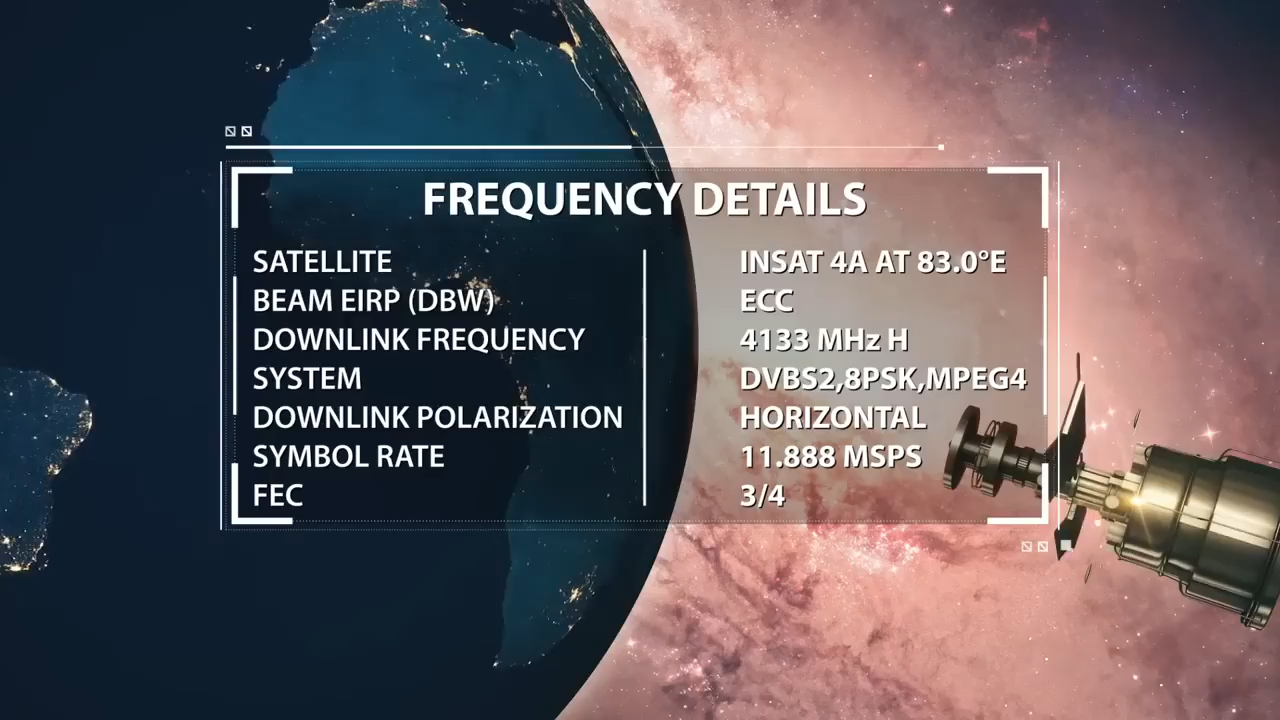 FREQUENCY DETAILS
SATELLITE INSAT 4A AT 83.0°E
BEAM EIRP (DBW) ECC
DOWNLINK FREQUENCY 4133 MHz H
SYSTEM DVBS2,8PSK,MPEG4
DOWNLINK POLARIZATION HORIZONTAL
SYMBOL RATE 11.888 MSPS
FEC 3/4